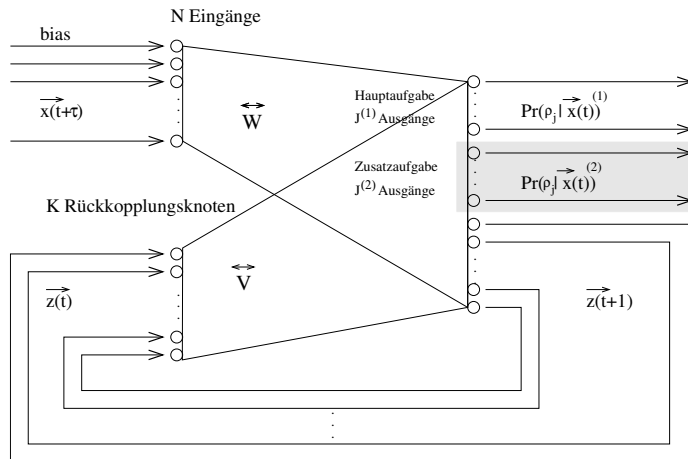 N Eingänge
bias
x(t+τ)
W
Hauptaufgabe
J(1) Ausgänge
Pr(ρj | x(t))(1)
Zusatzaufgabe
J(2) Ausgänge
Pr(ρj | x(t))(2)
K Rückkopplungsknoten
V
z(t)
z(t+1)